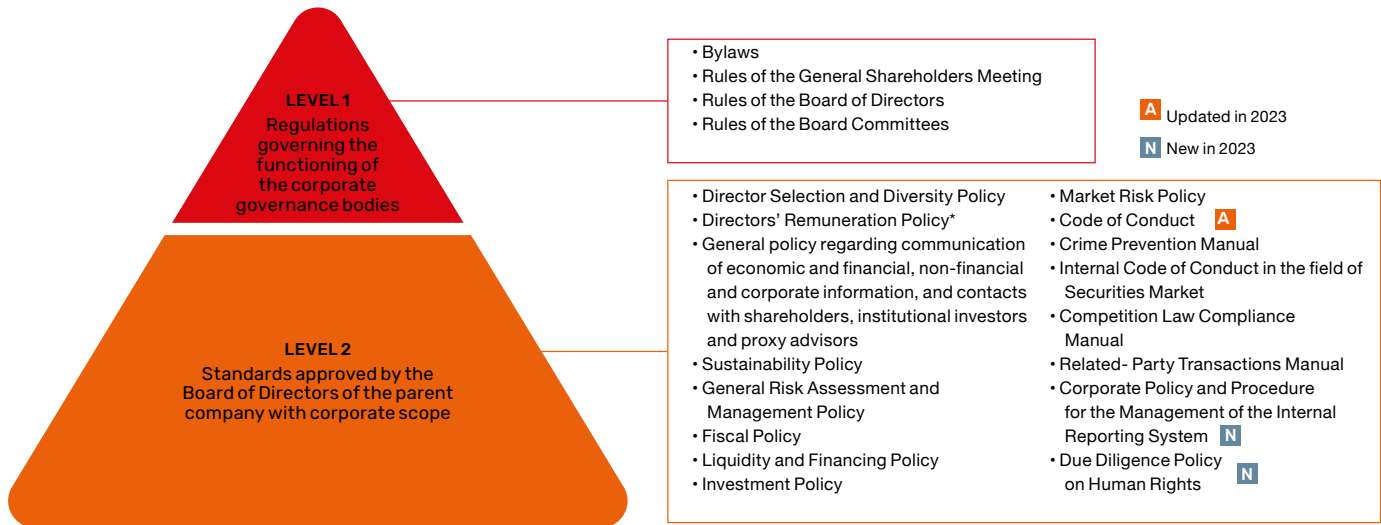 LEVEL 1
Regulations
governing the
functioning of
the corporate
governance bodies
• Bylaws
• Rules of the General Shareholders Meeting
• Rules of the Board of Directors
• Rules of the Board Committees
A Updated in 2023
N New in 2023
LEVEL 2
Standards approved by the
Board of Directors of the parent
company with corporate scope
• Director Selection and Diversity Policy
• Directors’ Remuneration Policy*
• General policy regarding communication
of economic and financial, non-financial
and corporate information, and contacts
with shareholders, institutional investors
and proxy advisors
• Sustainability Policy
• General Risk Assessment and
Management Policy
• Fiscal Policy
• Liquidity and Financing Policy
• Investment Policy
• Market Risk Policy
• Code of Conduct A
• Crime Prevention Manual
• Internal Code of Conduct in the field of
Securities Market
• Competition Law Compliance
Manual
• Related- Party Transactions Manual
• Corporate Policy and Procedure
for the Management of the Internal
Reporting System N
• Due Diligence Policy
on Human Rights N